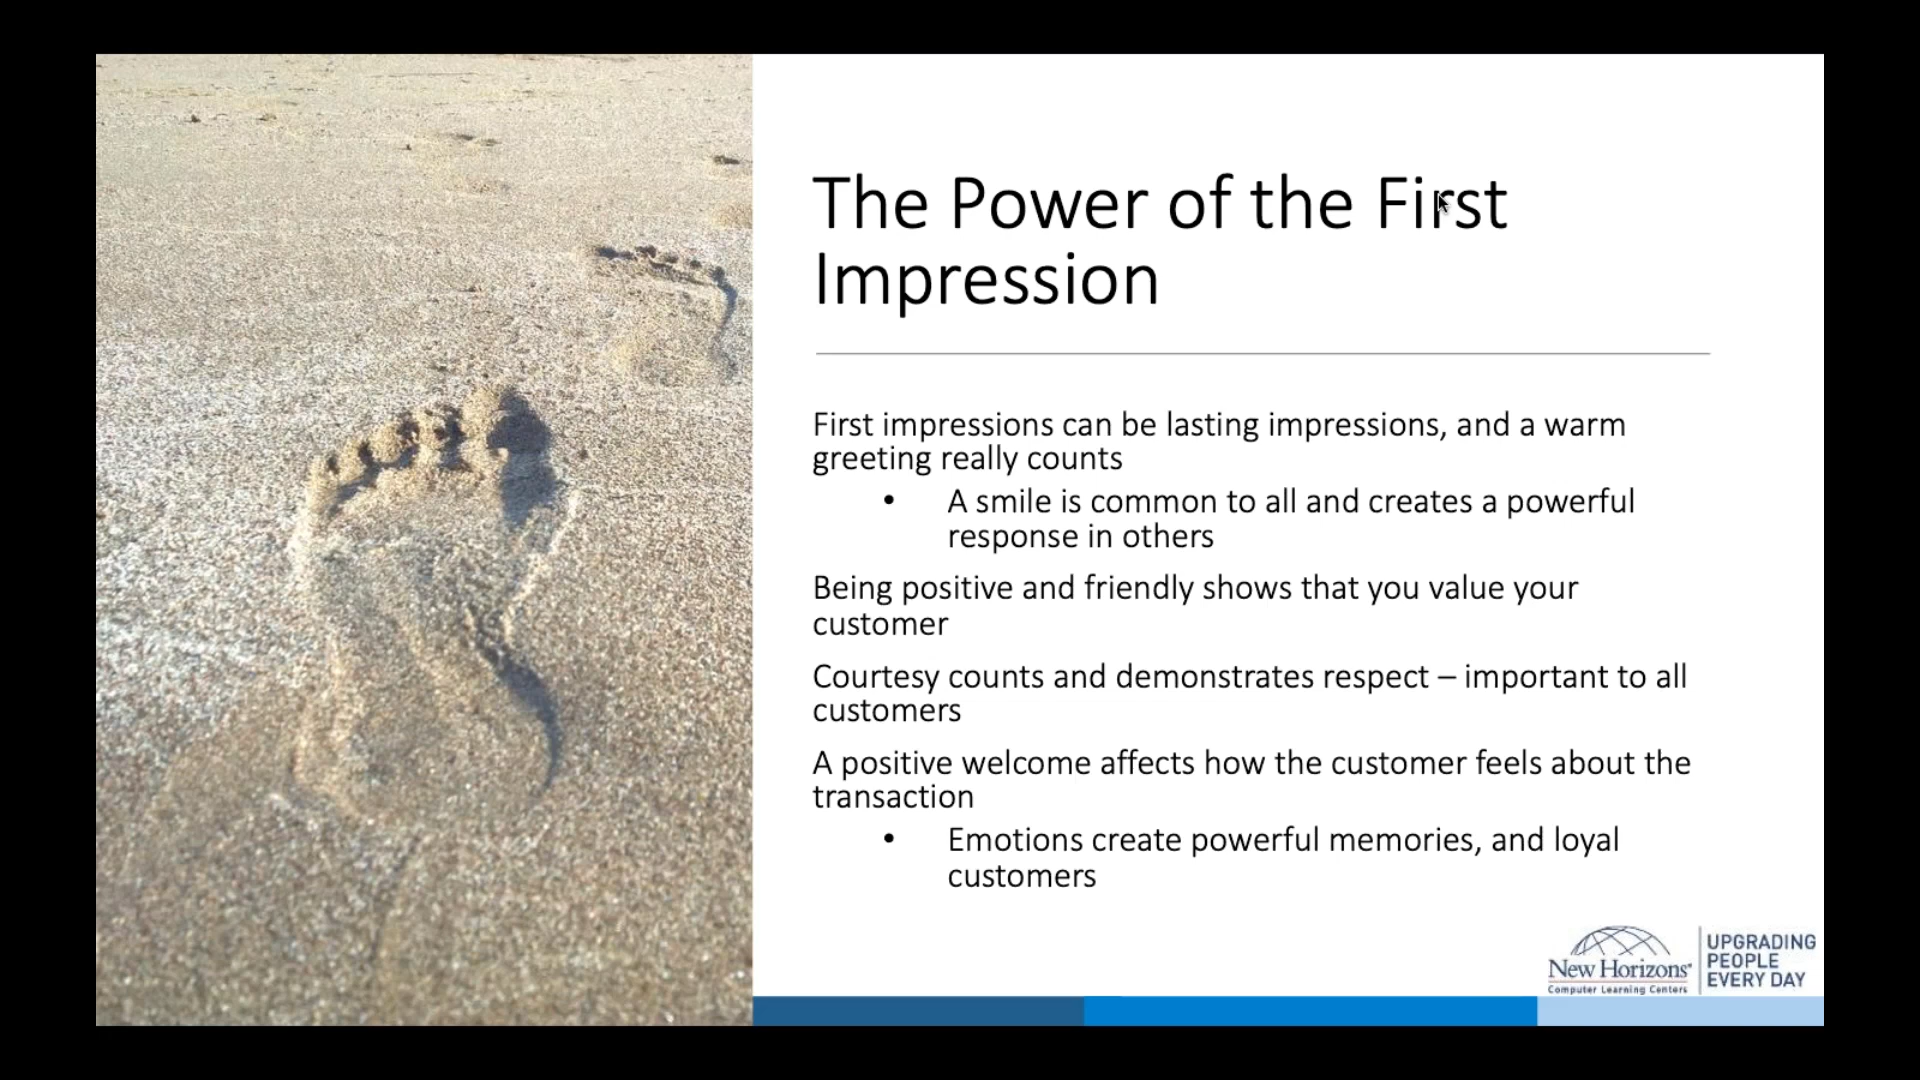 The Power of the First
Impression
First impressions can be lasting impressions, and a warm
greeting really counts
• A smile is common to all and creates a powerful
response in others
Being positive and friendly shows that you value your
customer
Courtesy counts and demonstrates respect – important to all
customers
A positive welcome affects how the customer feels about the
transaction
• Emotions create powerful memories, and loyal
customers
New Horizons®
Computer Learning Centers
UPGRADING
PEOPLE
EVERY DAY